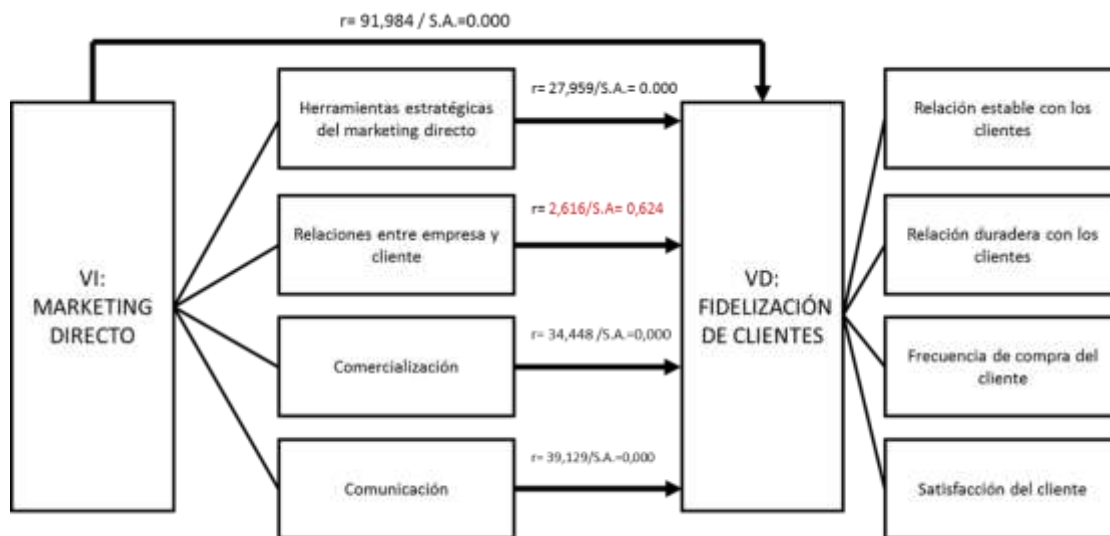 r= 91,984 / S.A.=0.000
VI:
MARKETING
DIRECTO
Herramientas estratégicas
del marketing directo
Relaciones entre empresa y
cliente
Comercialización
Comunicación
r= 27,959/S.A.= 0.000
r= 2,616/S.A= 0,624
r= 34,448 /S.A.=0,000
r= 39,129/S.A.=0,000
VD:
FIDELIZACIÓN
DE CLIENTES
Relación estable con los
clientes
Relación duradera con los
clientes
Frecuencia de compra del
cliente
Satisfacción del cliente